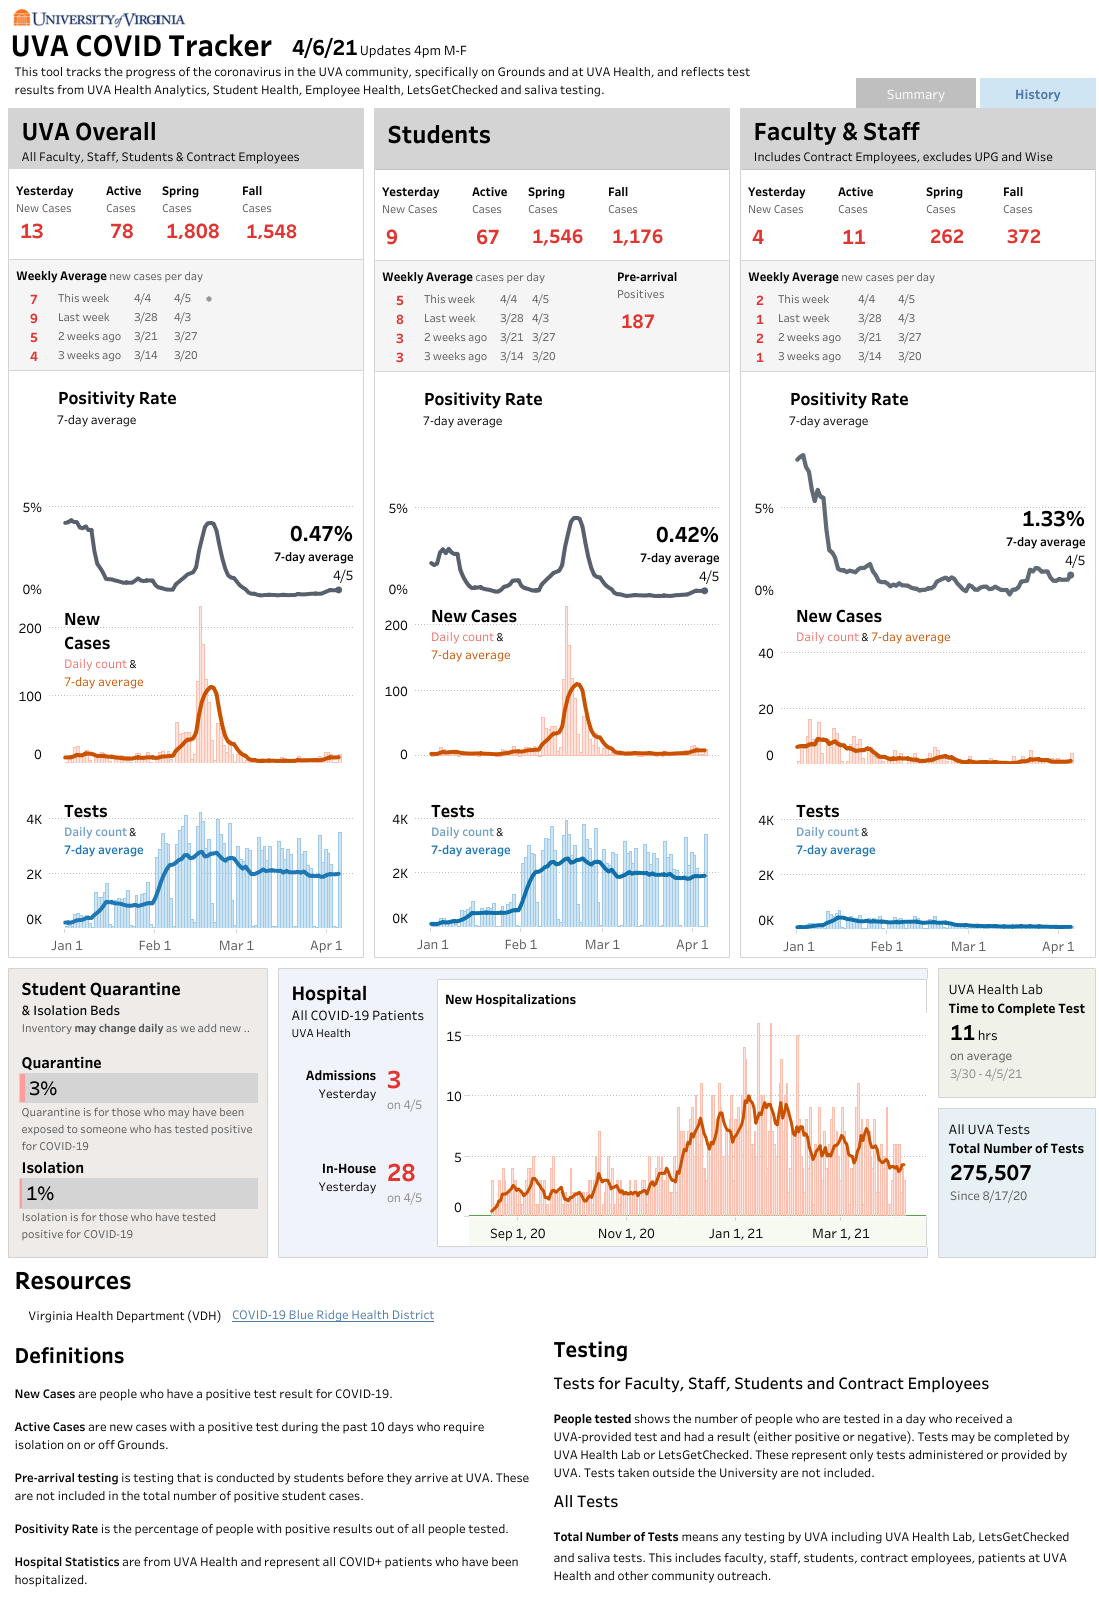 UNIVERSITY of VIRGINIA
UVA COVID Tracker 4/6/21 Updates 4pm M-F
This tool tracks the progress of the coronavirus in the UVA community, specifically on Grounds and at UVA Health, and reflects test
results from UVA Health Analytics, Student Health, Employee Health, LetsGetChecked and saliva testing.
Summary
History
UVA Overall
All Faculty, Staff, Students & Contract Employees
Yesterday Active Spring Fall
New Cases Cases Cases Cases
13 78 1,808 1,548
Weekly Average new cases per day
7 This week 4/4 4/5
9 Last week 3/28 4/3
5 2 weeks ago 3/21 3/27
4 3 weeks ago 3/14 3/20
Positivity Rate
7-day average
5%
0.47%
7-day average
4/5
0%
New
Cases
Daily count &
7-day average
200
100
0
Tests
Daily count &
7-day average
4K
2K
0K
Jan 1 Feb 1 Mar 1 Apr 1
Students
Yesterday Active Spring Fall
New Cases Cases Cases Cases
9 67 1,546 1,176
Weekly Average cases per day
5 This week 4/4 4/5
8 Last week 3/28 4/3
3 2 weeks ago 3/21 3/27
3 3 weeks ago 3/14 3/20
Pre-arrival
Positives
187
Positivity Rate
7-day average
5%
0.42%
7-day average
4/5
0%
New Cases
Daily count &
7-day average
200
100
0
Tests
Daily count &
7-day average
4K
2K
0K
Jan 1 Feb 1 Mar 1 Apr 1
Faculty & Staff
Includes Contract Employees, excludes UPG and Wise
Yesterday Active Spring Fall
New Cases Cases Cases Cases
4 11 262 372
Weekly Average new cases per day
2 This week 4/4 4/5
1 Last week 3/28 4/3
2 2 weeks ago 3/21 3/27
1 3 weeks ago 3/14 3/20
Positivity Rate
7-day average
5%
1.33%
7-day average
4/5
0%
New Cases
Daily count & 7-day average
40
20
0
Tests
Daily count &
7-day average
4K
2K
0K
Jan 1 Feb 1 Mar 1 Apr 1
Student Quarantine
& Isolation Beds
Inventory may change daily as we add new ..
Quarantine
3%
Quarantine is for those who may have been
exposed to someone who has tested positive
for COVID-19
Isolation
1%
Isolation is for those who have tested
positive for COVID-19
Hospital
All COVID-19 Patients
UVA Health
Admissions 3
Yesterday on 4/5
In-House 28
Yesterday on 4/5
New Hospitalizations
15
10
5
0
Sep 1, 20 Nov 1, 20 Jan 1, 21 Mar 1, 21
UVA Health Lab
Time to Complete Test
11 hrs
on average
3/30 - 4/5/21
All UVA Tests
Total Number of Tests
275,507
Since 8/17/20
Resources
Virginia Health Department (VDH) COVID-19 Blue Ridge Health District
Definitions
New Cases are people who have a positive test result for COVID-19.
Active Cases are new cases with a positive test during the past 10 days who require
isolation on or off Grounds.
Pre-arrival testing is testing that is conducted by students before they arrive at UVA. These
are not included in the total number of positive student cases.
Positivity Rate is the percentage of people with positive results out of all people tested.
Hospital Statistics are from UVA Health and represent all COVID+ patients who have been
hospitalized.
Testing
Tests for Faculty, Staff, Students and Contract Employees
People tested shows the number of people who are tested in a day who received a
UVA-provided test and had a result (either positive or negative). Tests may be completed by
UVA Health Lab or LetsGetChecked. These represent only tests administered or provided by
UVA. Tests taken outside the University are not included.
All Tests
Total Number of Tests means any testing by UVA including UVA Health Lab, LetsGetChecked
and saliva tests. This includes faculty, staff, students, contract employees, patients at UVA
Health and other community outreach.